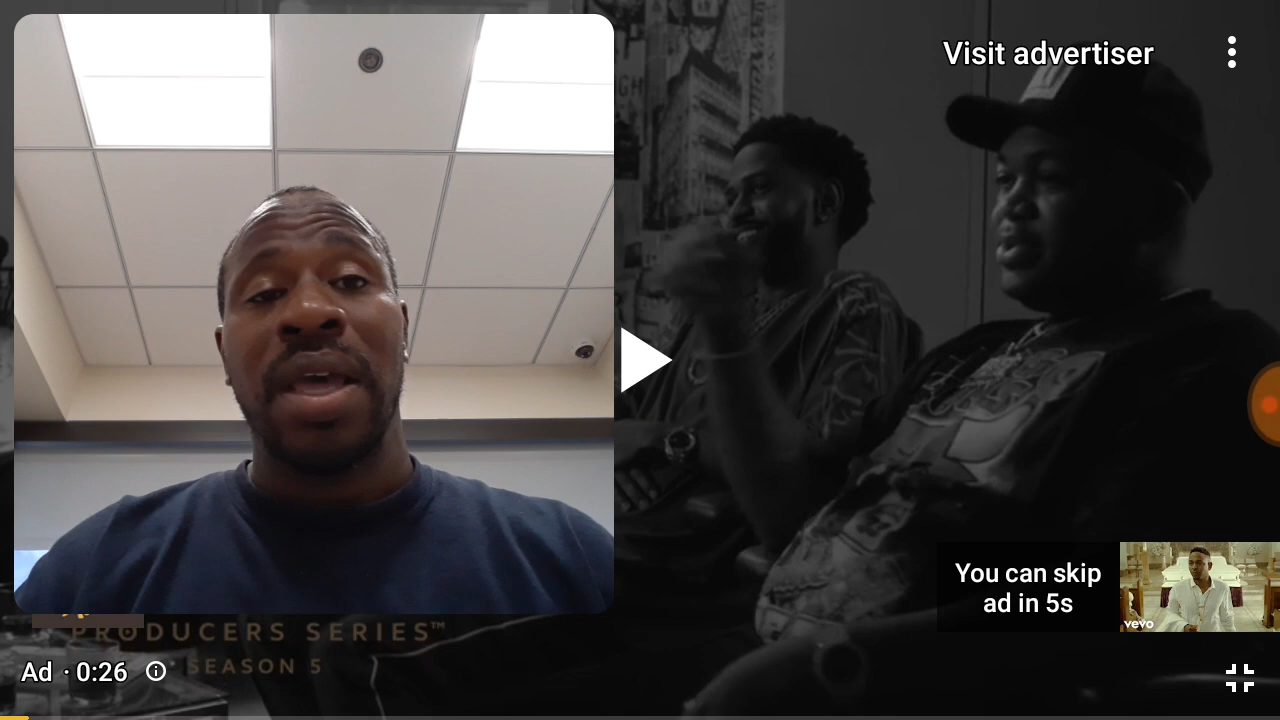 Visit advertiser
You can skip
ad in 5s
vevo
PRODUCERS SERIES™
SEASON 5
Ad · 0:26